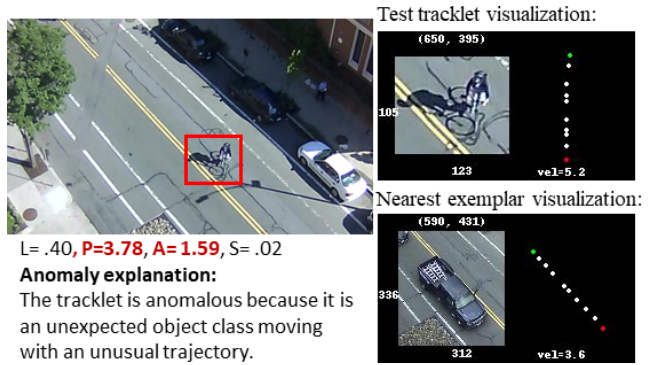 Test tracklet visualization:
(650, 395)
105
123
vel=5.2
Nearest exemplar visualization:
(590, 431)
336
312
vel=3.6
L= .40, P=3.78, A= 1.59, S= .02
Anomaly explanation:
The tracklet is anomalous because it is
an unexpected object class moving
with an unusual trajectory.